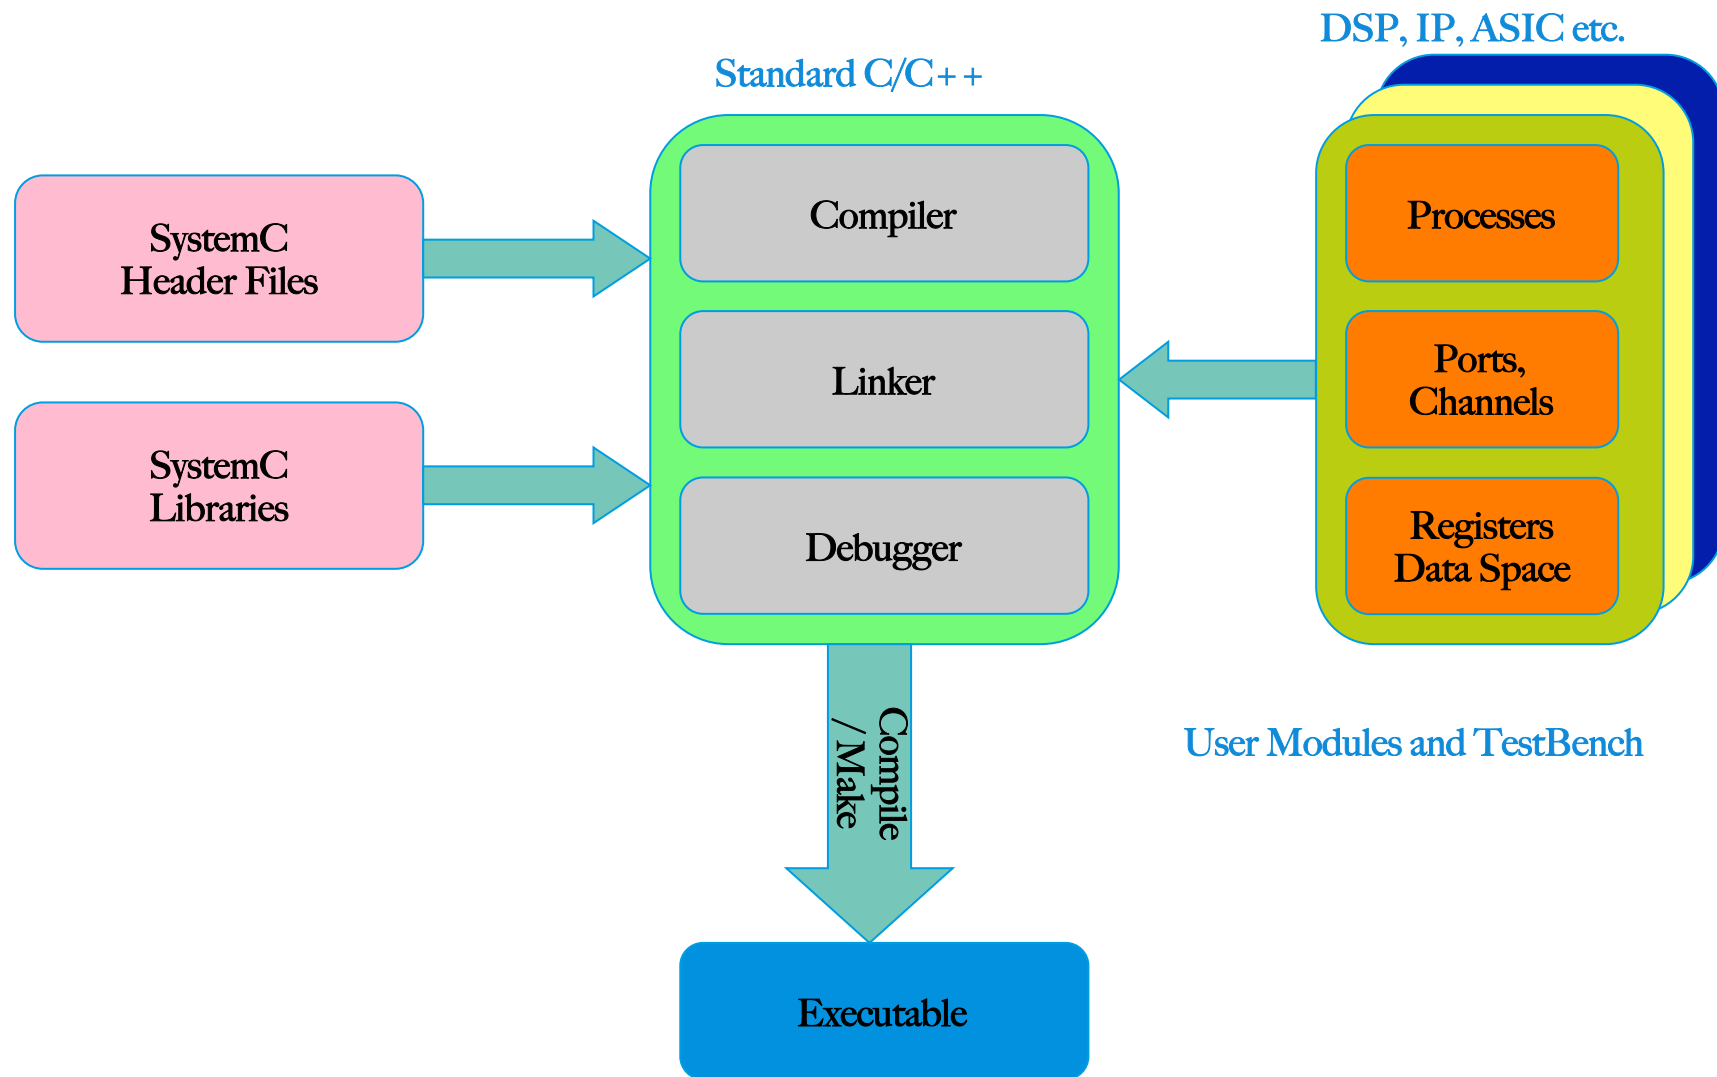 DSP, IP, ASIC etc.
Standard C/C++
SystemC
Header Files
SystemC
Libraries
Compiler
Linker
Debugger
Processes
Ports,
Channels
Registers
Data Space
Compile
/ Make
User Modules and TestBench
Executable